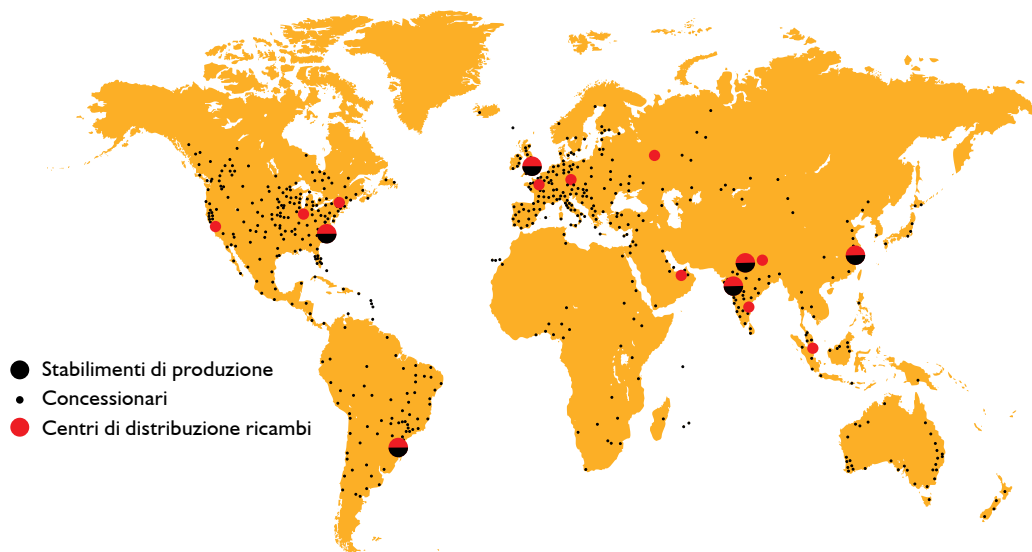 Stabilimenti di produzione
Concessionari
Centri di distribuzione ricambi